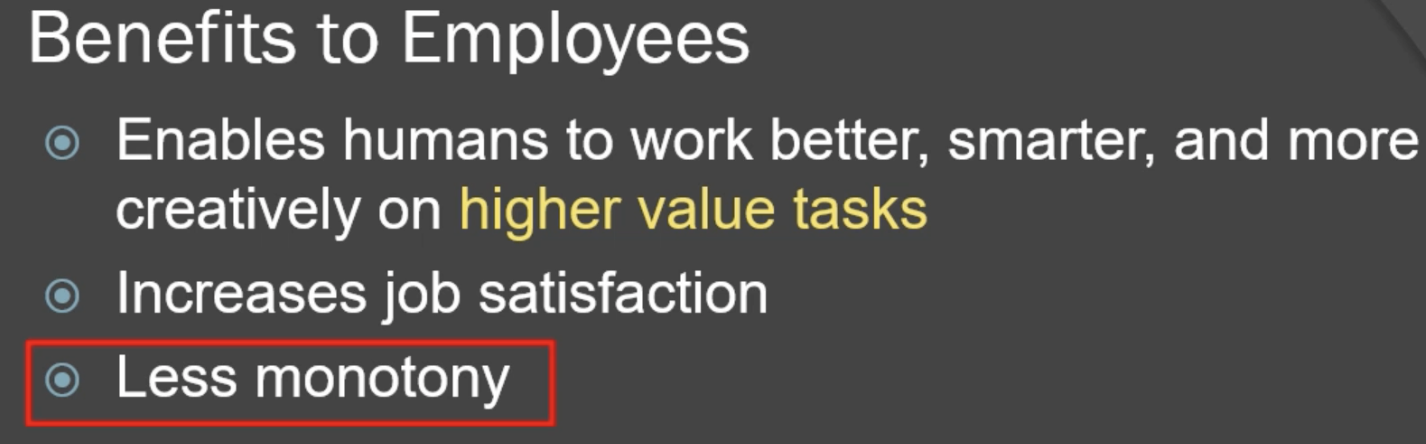 Benefits to Employees
Enables humans to work better, smarter, and more
creatively on higher value tasks
Increases job satisfaction
Less monotony